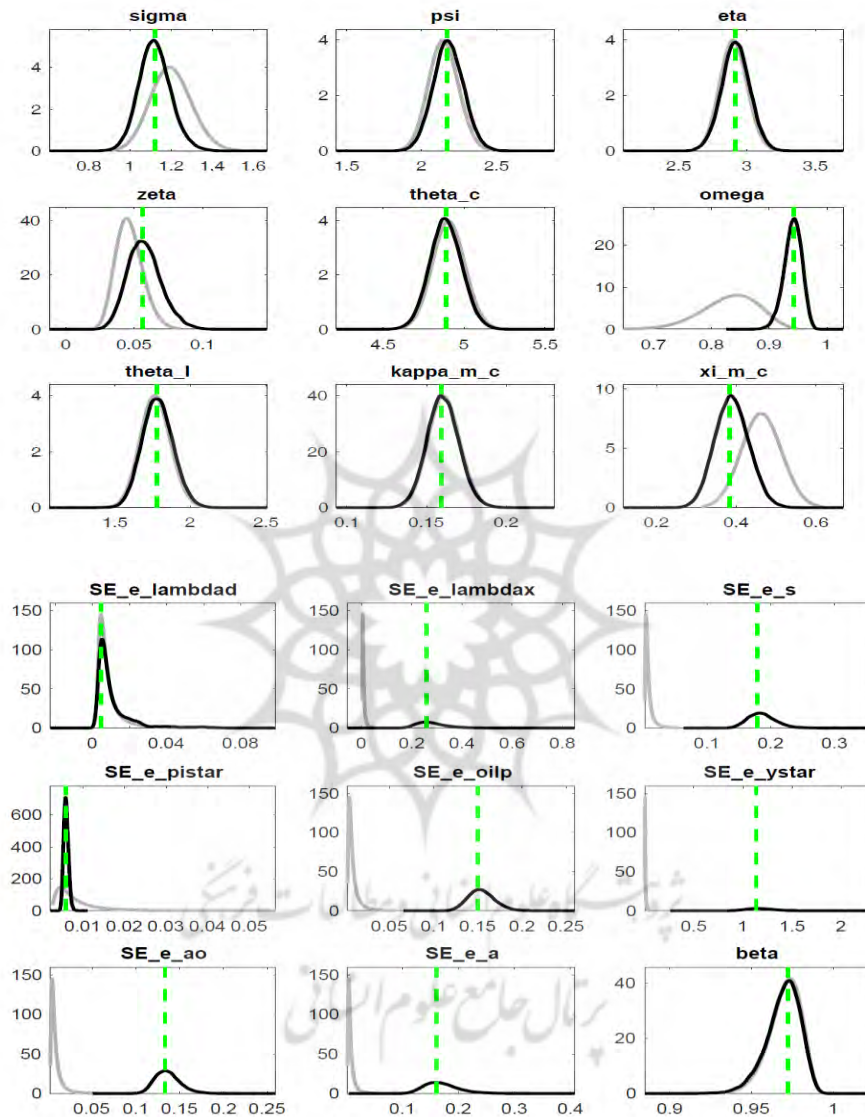 sigma psi eta
4 4 4
2 2 2
0 0 0
0.8 1.2 1.6 1.5 2 2.5 2.5 3 3.5
zeta theta_c omega
40 4 20
20 2 10
0 0 0
0 0.05 0.1 4.5 5 5.5 0.7 0.8 0.9 1
theta_l kappa_m_c xi_m_c
4 40 10
2 20 5
0 0 0
1.5 2 2.5 0.1 0.15 0.2 0.2 0.4 0.6
SE_e_lambdad SE_e_lambdax SE_e_s
150 150 150
100 100 100
50 50 50
0 0 0
0 0.04 0.08 0 0.2 0.4 0.6 0.8 0.1 0.2 0.3
SE_e_pistar SE_e_oilp SE_e_ystar
600 150 150
400 100 100
200 50 50
0 0 0
0.01 0.02 0.03 0.04 0.05 0.05 0.1 0.15 0.2 0.25 0.5 1 1.5 2
پژوهشگاه علوم انسانی و مطالعات فرهنگی
SE_e_ao SE_e_a beta
150 150 40
100 100 20
50 50
0 0 0
0.05 0.1 0.15 0.2 0.25 0.1 0.2 0.3 0.4 0.9 0.95 1
پرتال جامع علوم انسانی